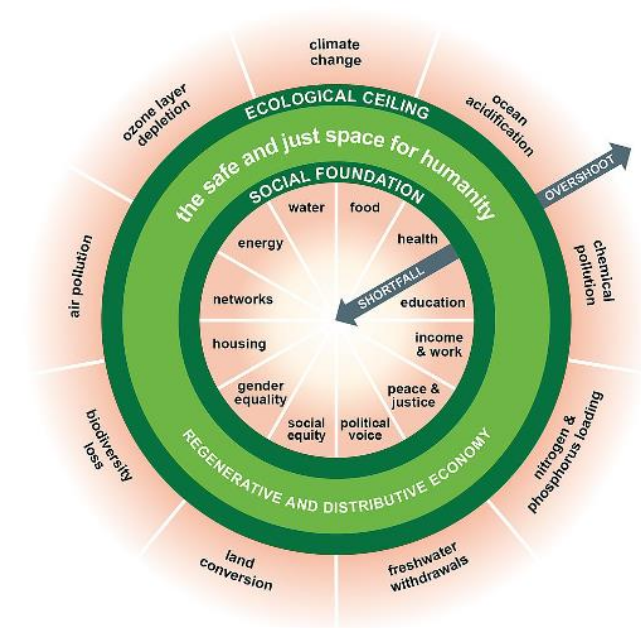 climate
change
ocean
acidification
chemical
pollution
nitrogen &
phosphorus loading
freshwater
withdrawals
land
conversion
biodiversity
loss
air pollution
ozone layer
depletion
OVERSHOOT
ECOLOGICAL CEILING
the safe and just space for humanity
SOCIAL FOUNDATION
water
food
health
SHORTFALL
education
income
& work
peace &
justice
political
voice
social
equity
gender
equality
housing
networks
energy
REGENERATIVE AND DISTRIBUTIVE ECONOMY